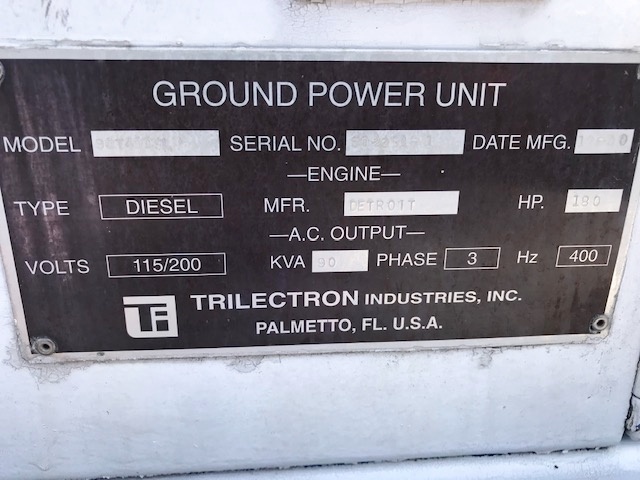 GROUND POWER UNIT
MODEL SERIAL NO. DATE MFG.
—ENGINE—
TYPE DIESEL MFR. DETROIT HP. 180
—A.C. OUTPUT—
VOLTS 115/200 KVA 90 PHASE 3 Hz 400
TRILECTRON INDUSTRIES, INC.
PALMETTO, FL. U.S.A.